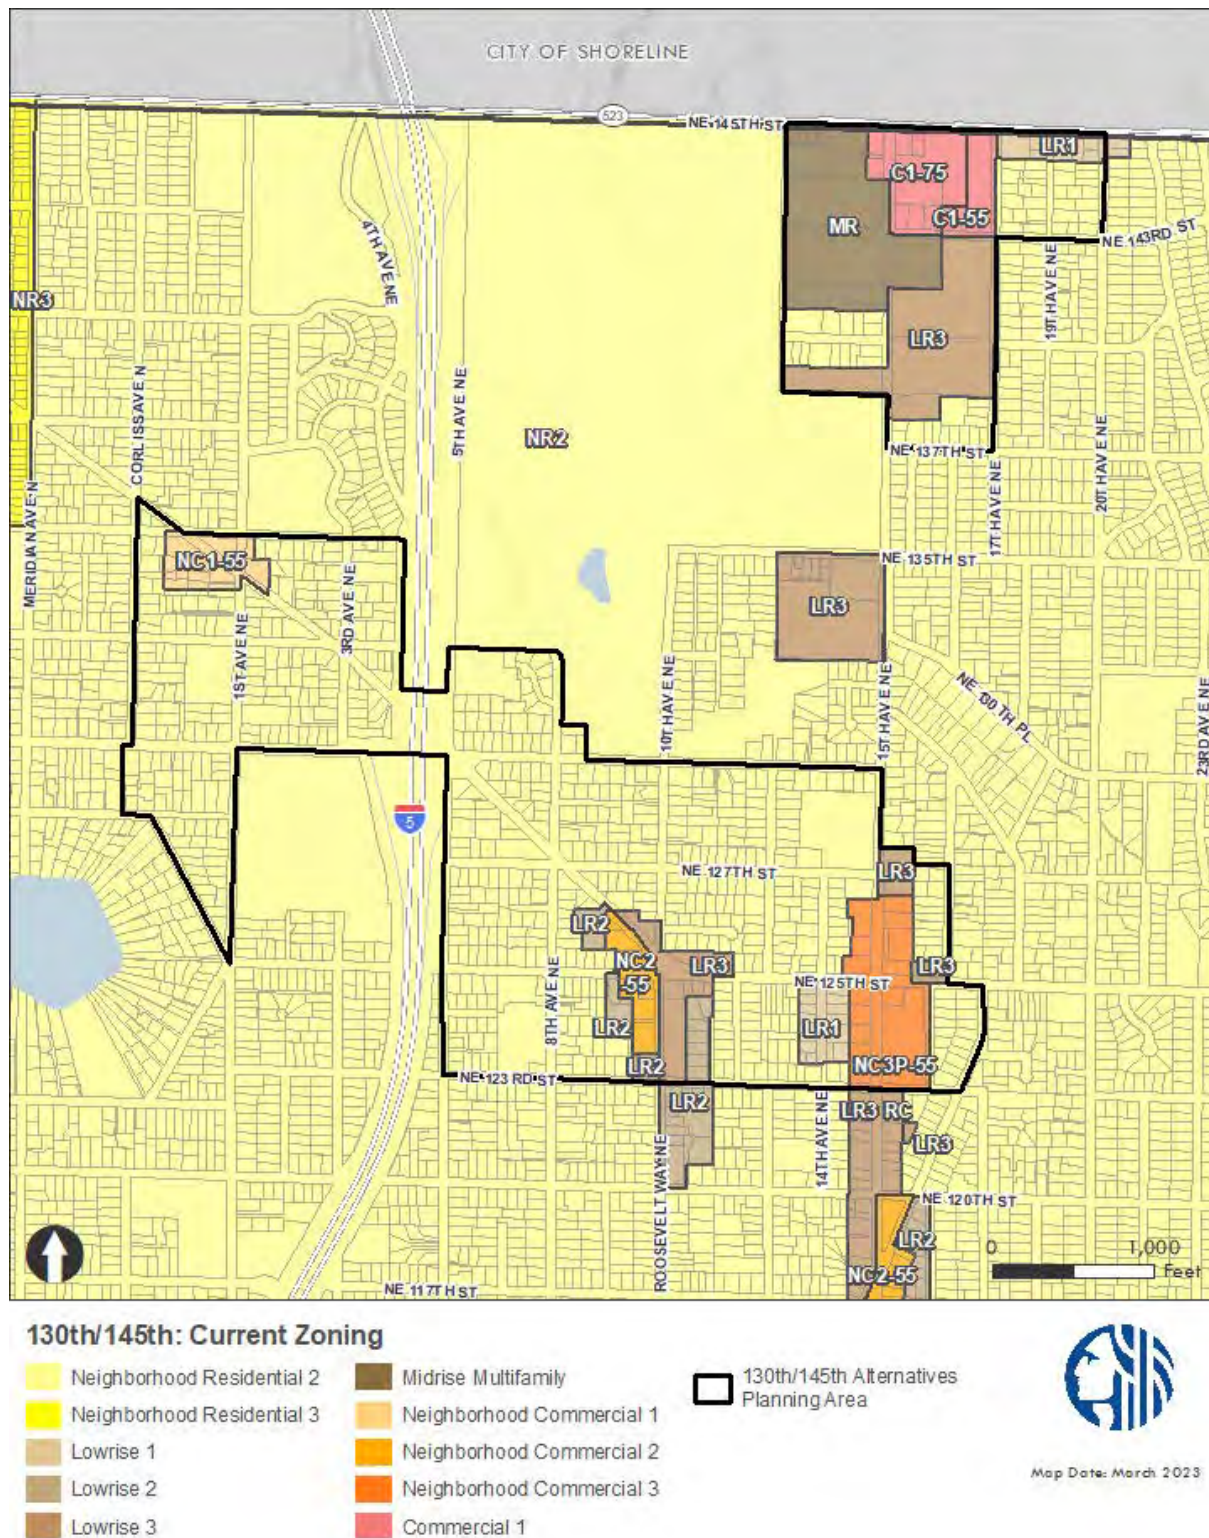 CITY OF SHORELINE
523
NE 145TH ST
LR1
C1-75
C1-55
MR
NE 143RD ST
4TH AVE NE
19TH AVE NE
NR3
LR3
5TH AVE NE
CORLISS AVE N
NR2
NE 137TH ST
20TH AVE NE
17TH AVE NE
MERIDIAN AVE N
NC1-55
NE 135TH ST
3RD AVE NE
LR3
1ST AVE NE
10TH AVE NE
15TH AVE NE
NE 130TH PL
23RD AVE NE
5
NE 127TH ST
LR3
LR2
NC2
-55
LR3
LR3
NE 125TH ST
8TH AVE NE
LR2
LR1
LR2
NC3P-55
NE 123RD ST
LR2
LR3 RC
14TH AVE NE
LR3
ROOSEVELT WAY NE
NE 120TH ST
LR2
NC2-55
0 1,000
Feet
NE 117TH ST
130th/145th: Current Zoning
Neighborhood Residential 2
Neighborhood Residential 3
Lowrise 1
Lowrise 2
Lowrise 3
Midrise Multifamily
Neighborhood Commercial 1
Neighborhood Commercial 2
Neighborhood Commercial 3
Commercial 1
130th/145th Alternatives
Planning Area
Map Date: March 2023